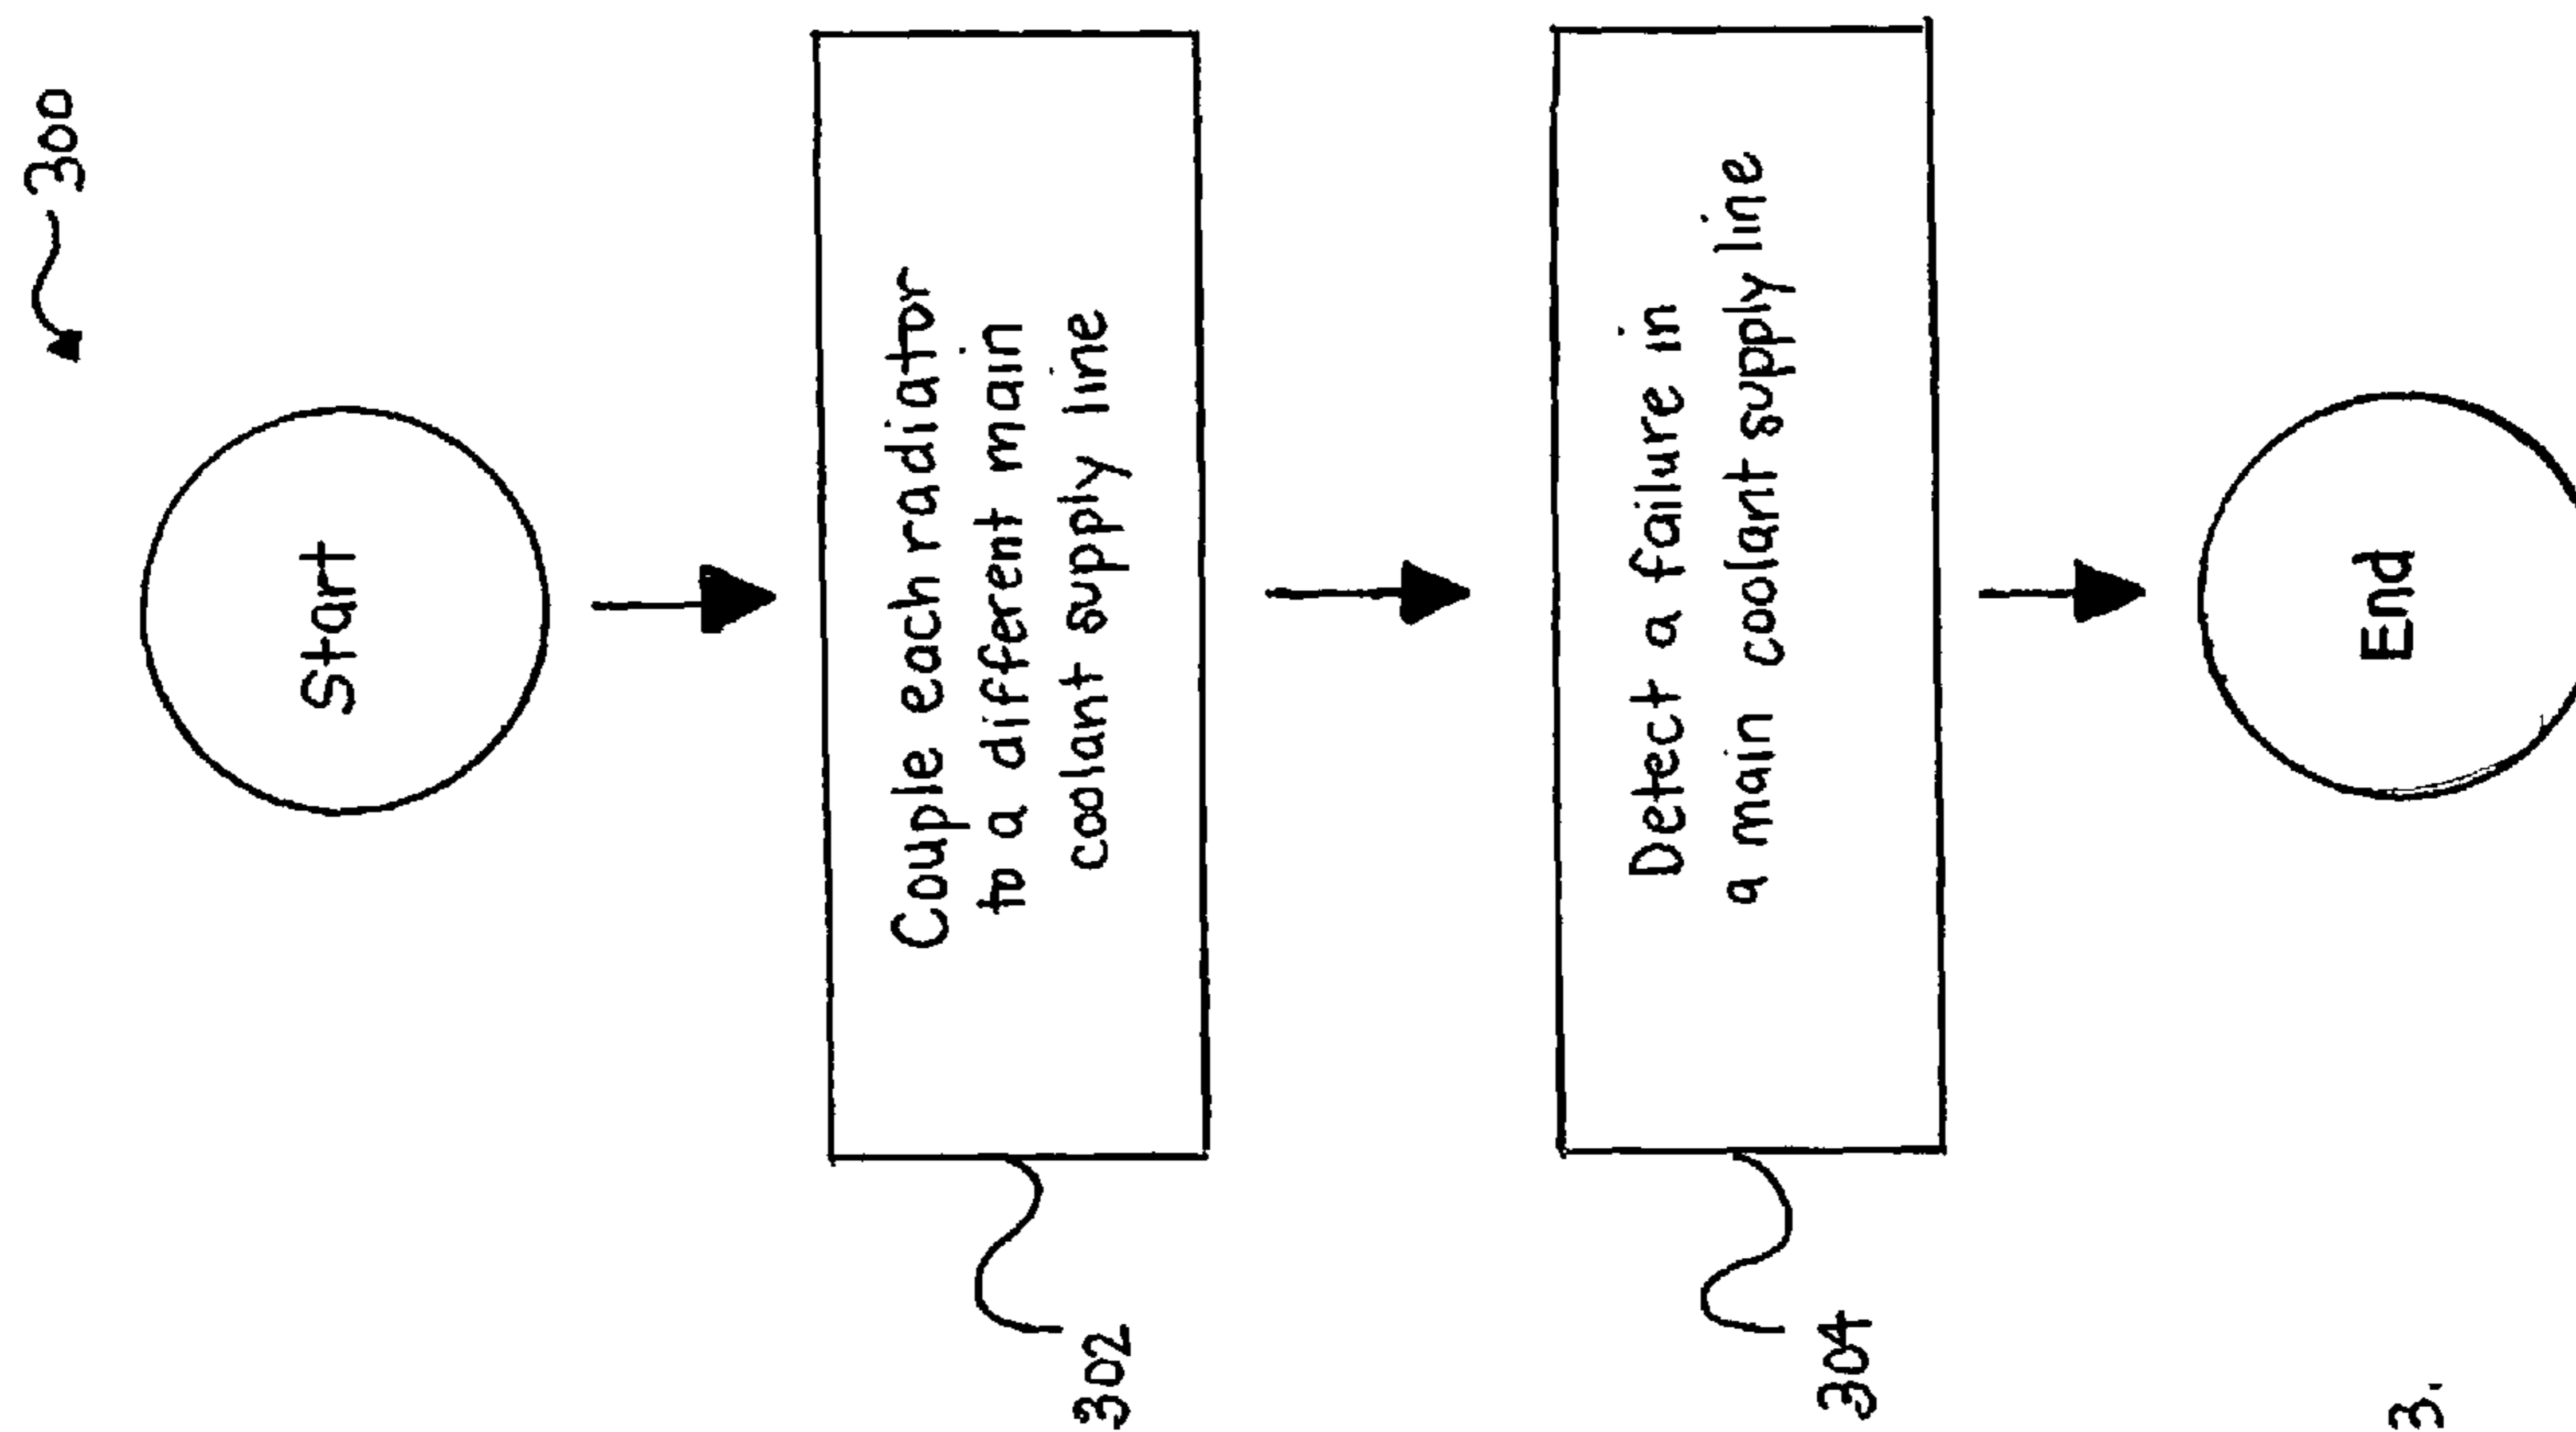 300
Start
Couple each radiator
to a different main
coolant supply line
302
Detect a failure in
a main coolant supply line
304
End
3.